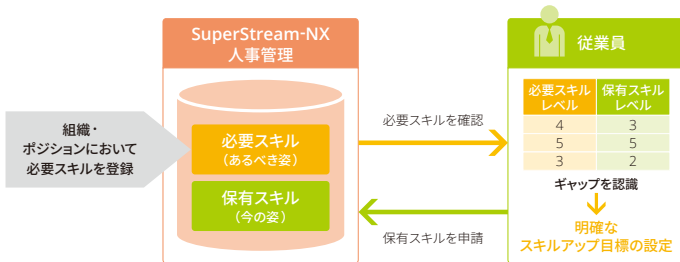 SuperStream-NX
人事管理
組織・
ポジションにおいて
必要スキルを登録
必要スキル
（あるべき姿）
保有スキル
（今の姿）
必要スキルを確認
保有スキルを申請
従業員
必要スキル
レベル
保有スキル
レベル
4 3
5 5
3 2
ギャップを認識
明確な
スキルアップ目標の設定